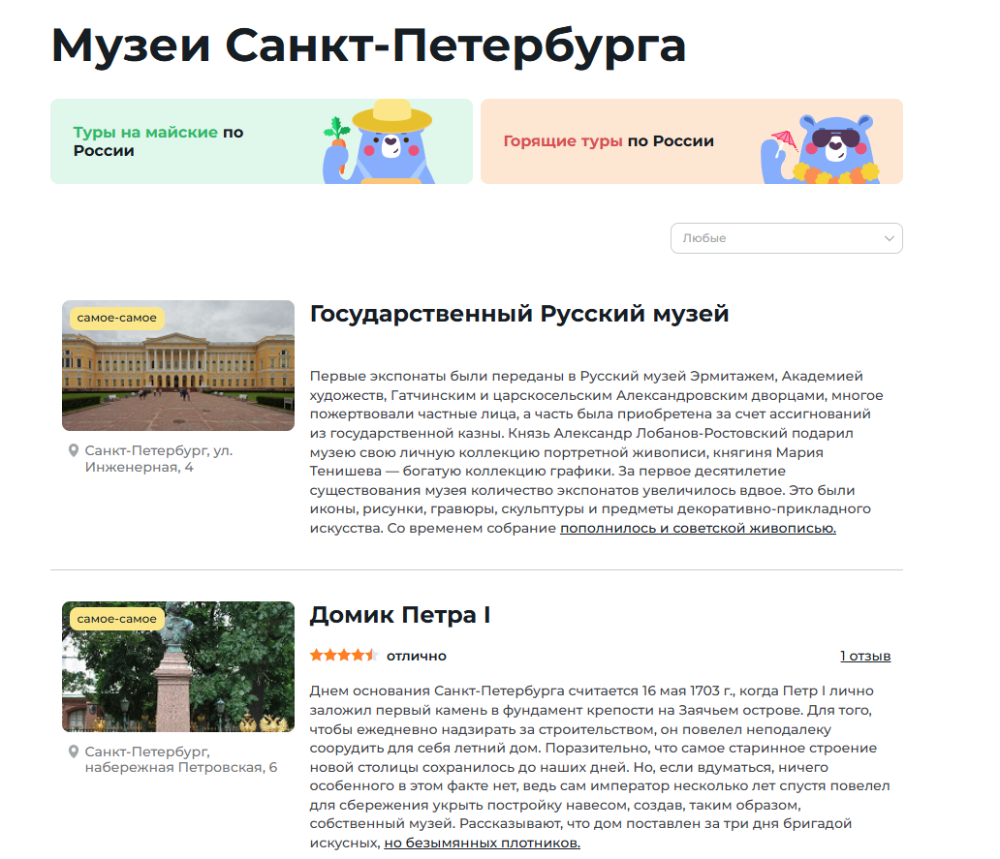 Музеи Санкт-Петербурга
Туры на майские по
России
Горящие туры по России
Любые
самое-самое
Государственный Русский музей
Первые экспонаты были переданы в Русский музей Эрмитажем, Академией
художеств, Гатчинским и царскосельским Александровским дворцами, многое
пожертвовали частные лица, а часть была приобретена за счет ассигнований
из государственной казны. Князь Александр Лобанов-Ростовский подарил
музею свою личную коллекцию портретной живописи, княгиня Мария
Тенишева — богатую коллекцию графики. За первое десятилетие
существования музея количество экспонатов увеличилось вдвое. Это были
иконы, рисунки, гравюры, скульптуры и предметы декоративно-прикладного
искусства. Со временем собрание пополнилось и советской живописью.
Санкт-Петербург, ул.
Инженерная, 4
самое-самое
Домик Петра I
отлично
1 отзыв
Днем основания Санкт-Петербурга считается 16 мая 1703 г., когда Петр I лично
заложил первый камень в фундамент крепости на Заячьем острове. Для того,
чтобы ежедневно надзирать за строительством, он повелел неподалеку
соорудить для себя летний дом. Поразительно, что самое старинное строение
новой столицы сохранилось до наших дней. Но, если вдуматься, ничего
особенного в этом факте нет, ведь сам император несколько лет спустя повелел
для сбережения укрыть постройку навесом, создав, таким образом,
собственный музей. Рассказывают, что дом поставлен за три дня бригадой
искусных, но безымянных плотников.
Санкт-Петербург,
набережная Петровская, 6